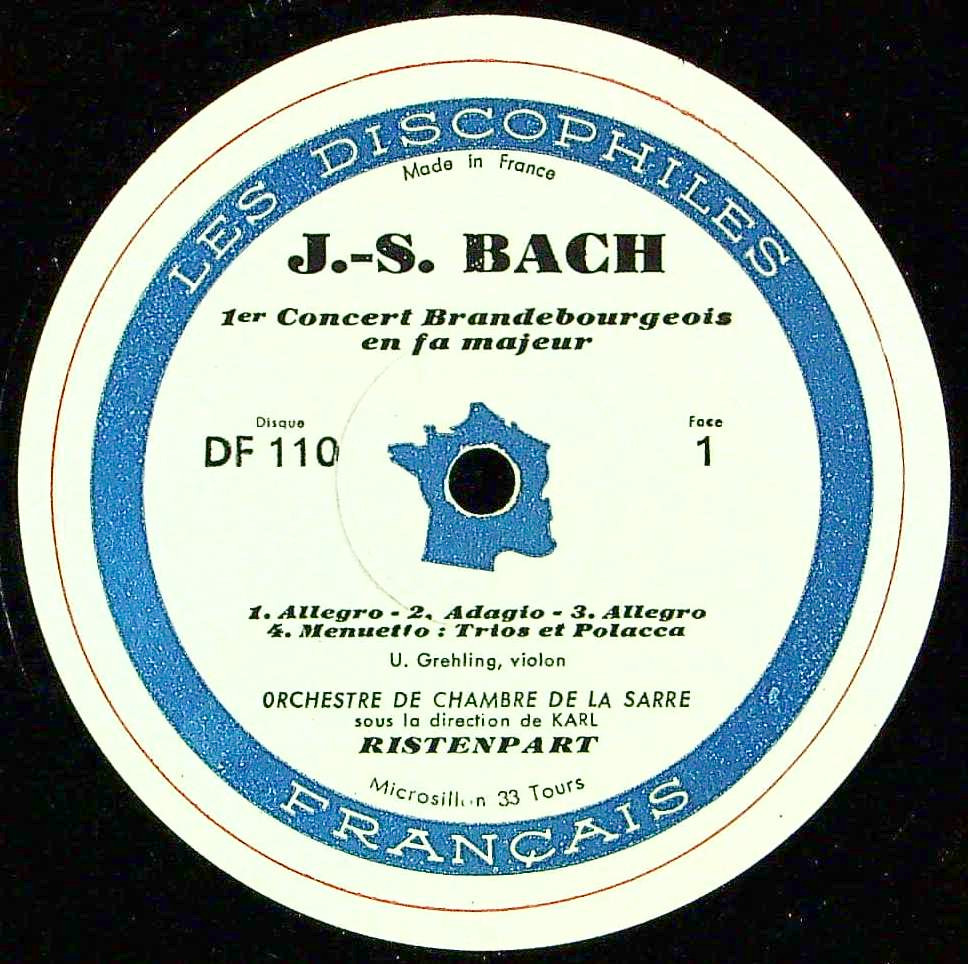 LES DISCOPHILES
Made in France
J.-S. BACH
1er Concert Brandebourgeois
en fa majeur
Disque
DF 110
Face
1
1. Allegro - 2. Adagio - 3. Allegro
4. Menuetto : Trios et Polacca
U. Grehling, violon
ORCHESTRE DE CHAMBRE DE LA SARRE
sous la direction de KARL
RISTENPART
Microsillon 33 Tours
FRANÇAIS